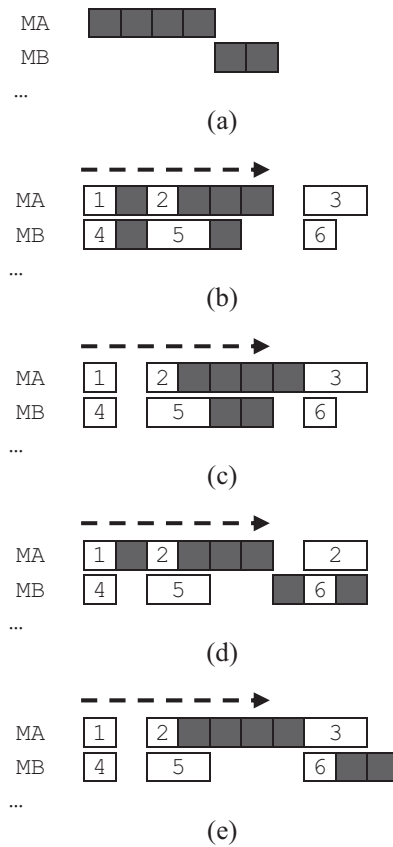 MA
MB
...
(a)
MA 1 2 3
MB 4 5 6
...
(b)
MA 1 2 3
MB 4 5 6
...
(c)
MA 1 2 2
MB 4 5 6
...
(d)
MA 1 2 3
MB 4 5 6
...
(e)